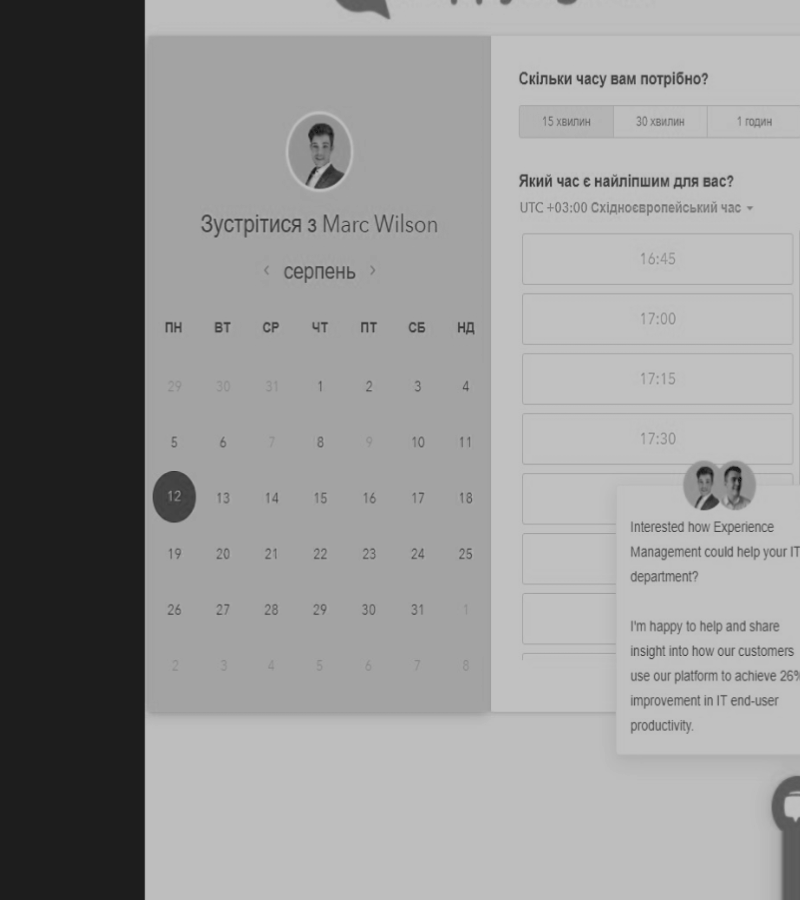 Скільки часу вам потрібно?
15 хвилин 30 хвилин 1 годин
Який час є найліпшим для вас?
UTC +03:00 Східноєвропейський час
16:45
17:00
17:15
17:30
Зустрітися з Marc Wilson
‹ серпень ›
ПН ВТ СР ЧТ ПТ СБ НД
29 30 31 1 2 3 4
5 6 7 8 9 10 11
12 13 14 15 16 17 18
19 20 21 22 23 24 25
26 27 28 29 30 31 1
2 3 4 5 6 7 8
Interested how Experience
Management could help your IT
department?
I'm happy to help and share
insight into how our customers
use our platform to achieve 26%
improvement in IT end-user
productivity.